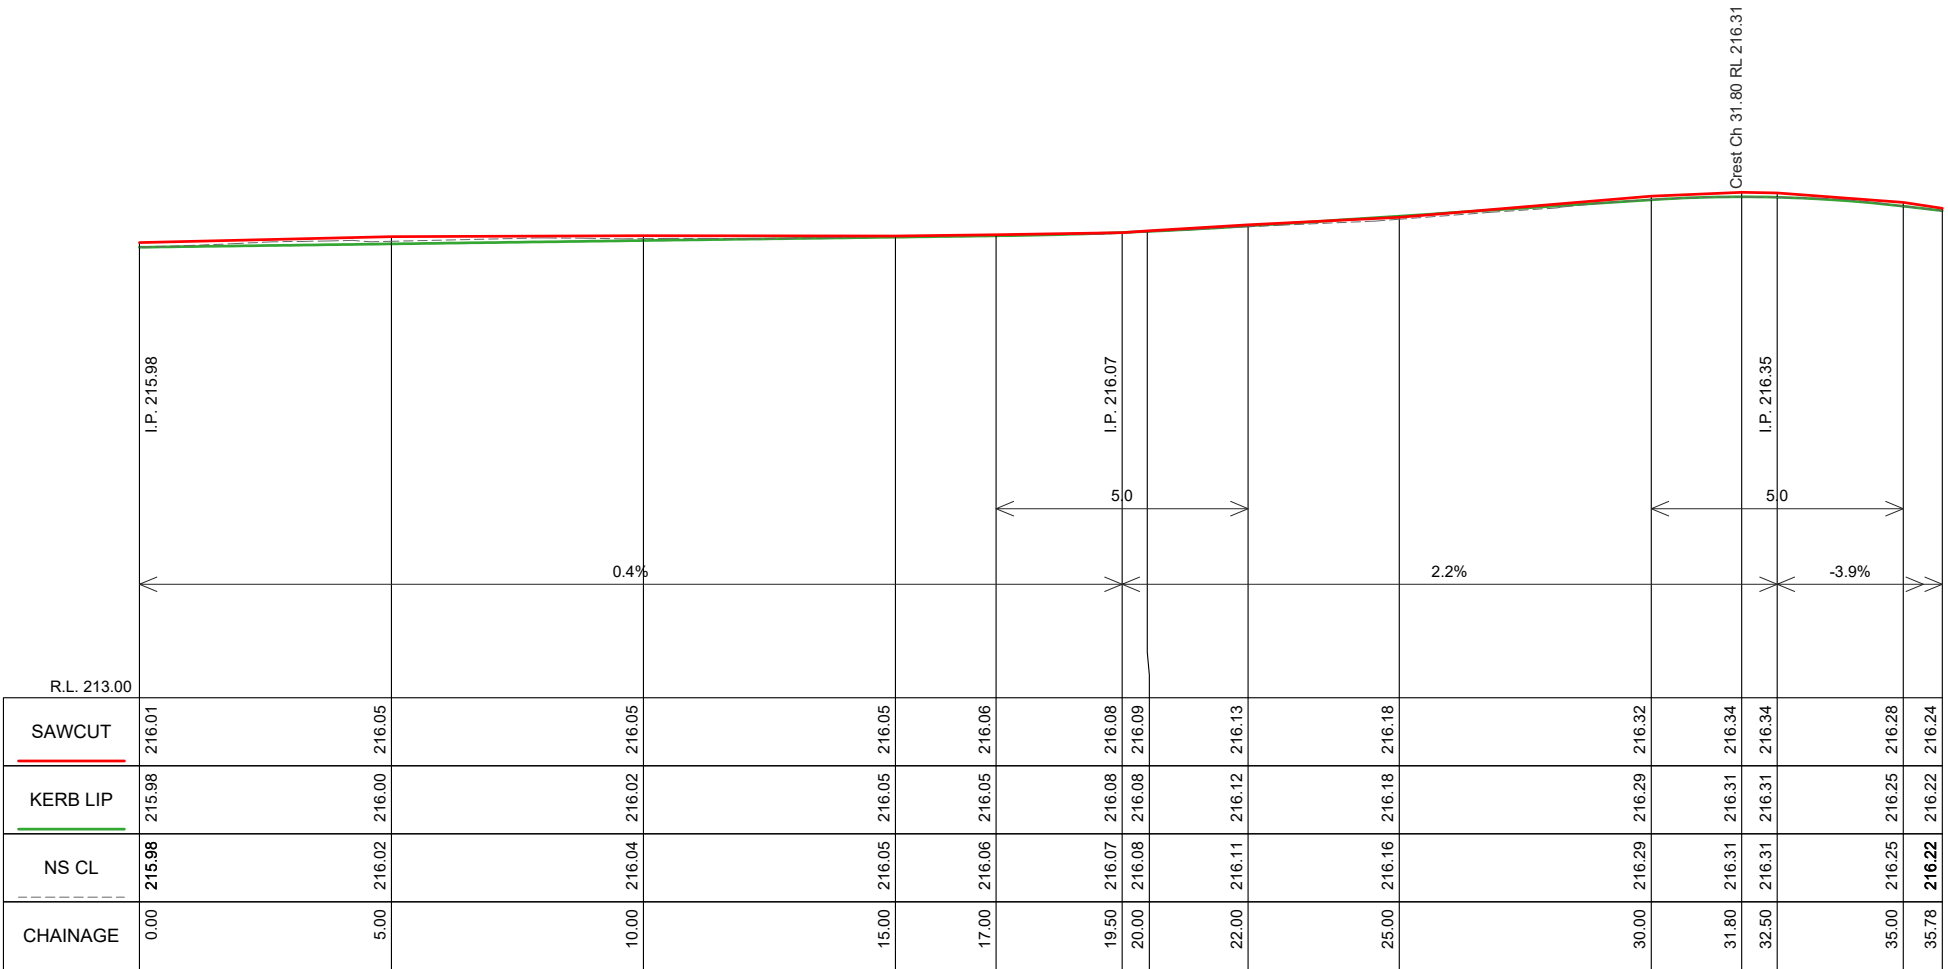 Crest Ch 31.80 RL 216.31
I.P. 215.98
I.P. 216.07
I.P. 216.35
5.0
5.0
0.4%
2.2%
-3.9%
R.L. 213.00
SAWCUT 216.01 216.05 216.05 216.05 216.06 216.08 216.09 216.13 216.18 216.32 216.34 216.34 216.28 216.24
KERB LIP 215.98 216.00 216.02 216.05 216.05 216.08 216.08 216.12 216.18 216.29 216.31 216.31 216.25 216.22
NS CL 215.98 216.02 216.04 216.05 216.06 216.07 216.08 216.11 216.16 216.29 216.31 216.31 216.25 216.22
CHAINAGE 0.00 5.00 10.00 15.00 17.00 19.50 20.00 22.00 25.00 30.00 31.80 32.50 35.00 35.78